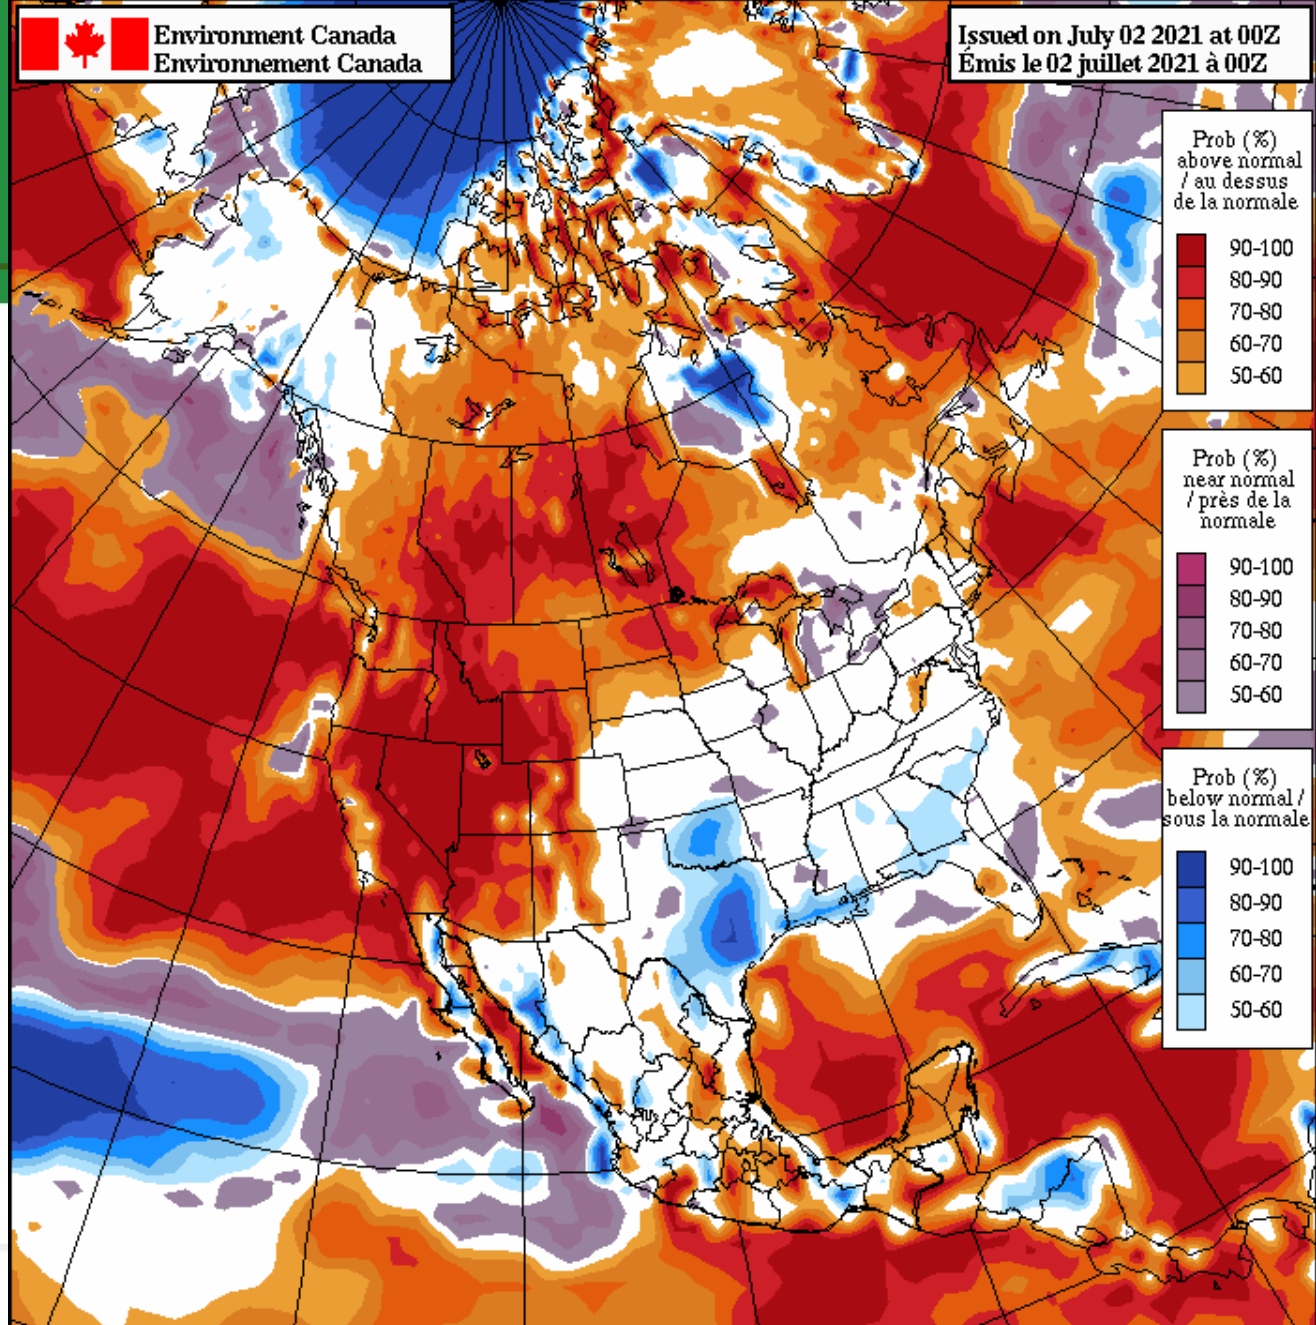 Environment Canada
Environnement Canada
Issued on July 02 2021 at 00Z
Émis le 02 juillet 2021 à 00Z
Prob (%)
above normal
/ au dessus
de la normale
90-100
80-90
70-80
60-70
50-60
Prob (%)
near normal
/ près de la
normale
90-100
80-90
70-80
60-70
50-60
Prob (%)
below normal /
sous la normale
90-100
80-90
70-80
60-70
50-60